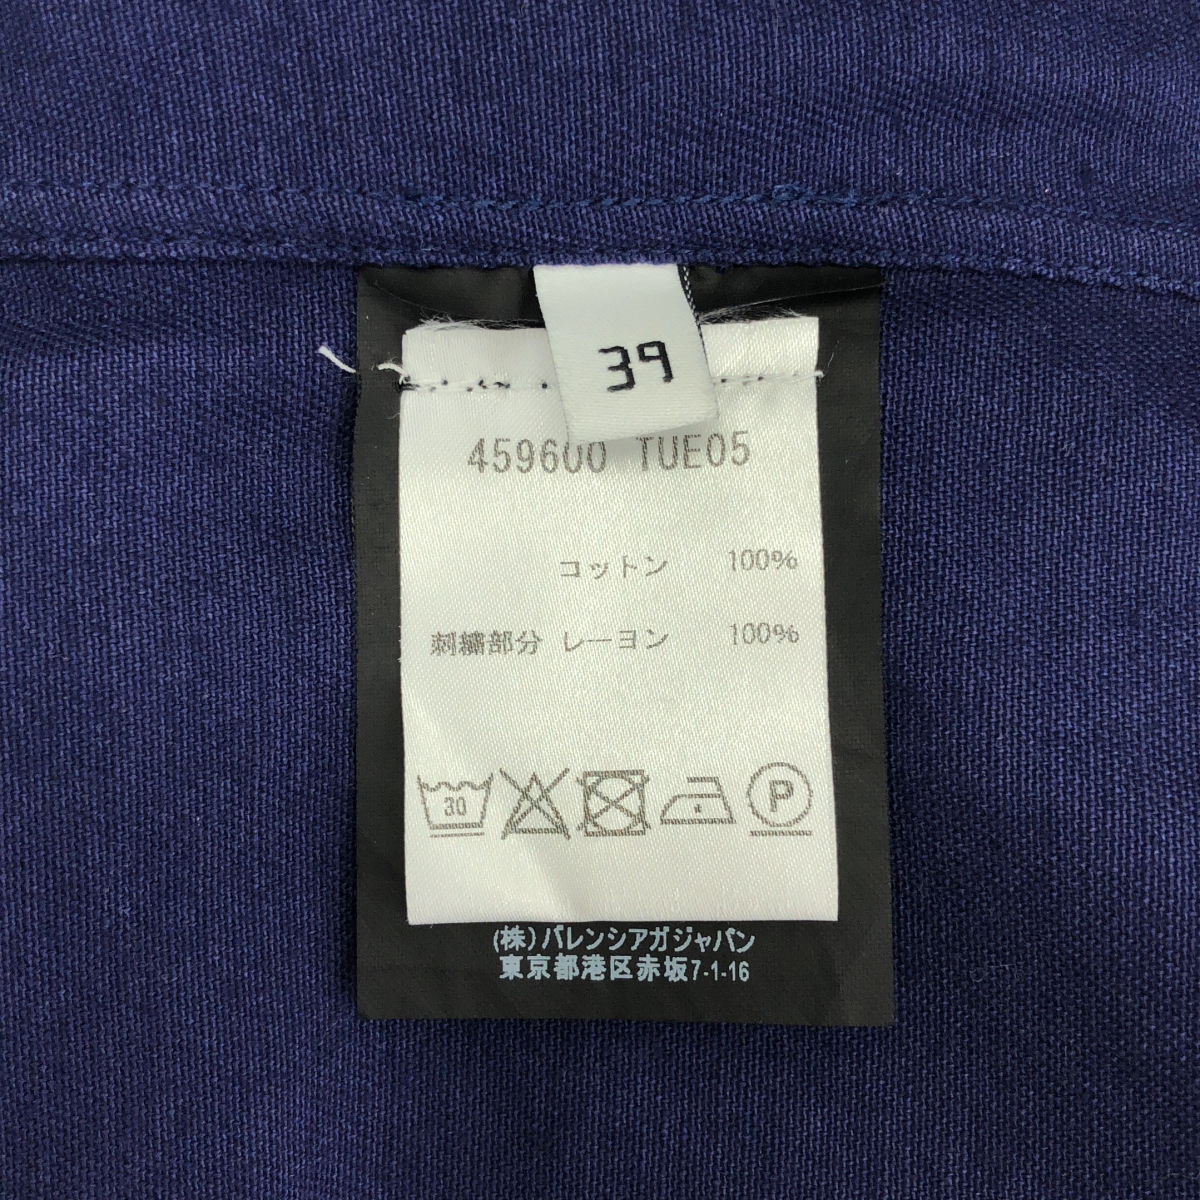 39
459600 TUE05
コットン 100%
刺繍部分 レーヨン 100%
30
P
(株)バレンシアガジャパン
東京都港区赤坂7-1-16